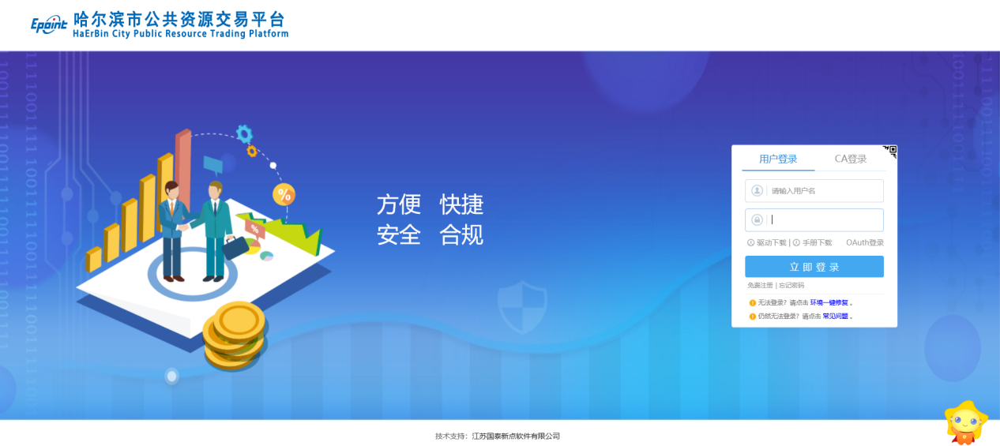 Epoint 哈尔滨市公共资源交易平台
HaErBin City Public Resource Trading Platform
方便 快捷
安全 合规
用户登录 CA登录
请输入用户名
驱动下载 | 手册下载 OAuth登录
立即登录
免费注册 | 忘记密码
无法登录？请点击 环境一键修复 。
仍然无法登录？请点击 常见问题 。
%
%
技术支持：江苏国泰新点软件有限公司